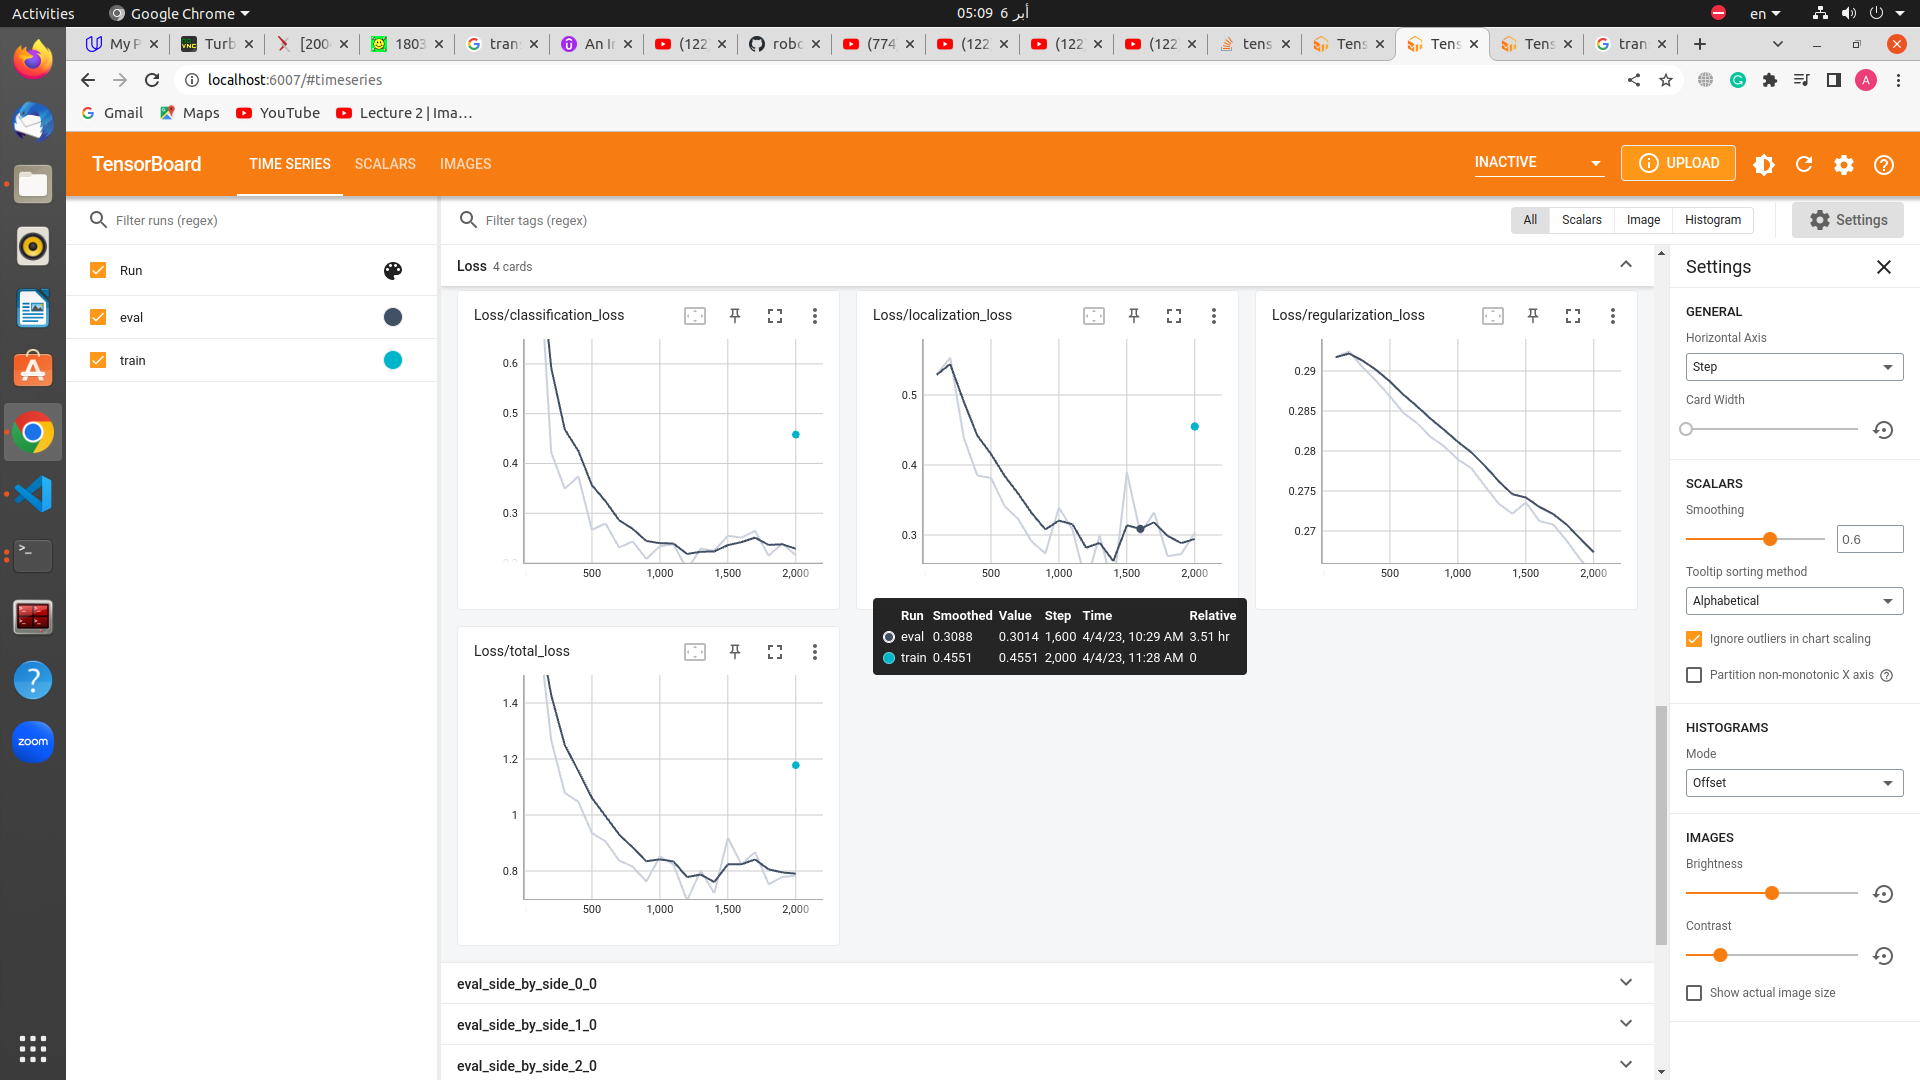 Activities
Google Chrome
05:09 6 أبر
en
My P
Turb
[200
1803
tran
An I
(122
robo
(774
(122
(122
(122
tens
Tens
Tens
Tens
tran
localhost:6007/#timeseries
Gmail
Maps
YouTube
Lecture 2 | Ima…
TensorBoard
TIME SERIES
SCALARS
IMAGES
INACTIVE
UPLOAD
Filter runs (regex)
Filter tags (regex)
All
Scalars
Image
Histogram
Settings
Run
eval
train
Loss 4 cards
Loss/classification_loss
0.6
0.5
0.4
0.3
500
1,000
1,500
2,000
Loss/localization_loss
0.5
0.4
0.3
500
1,000
1,500
2,000
Loss/regularization_loss
0.29
0.285
0.28
0.275
0.27
500
1,000
1,500
2,000
Run Smoothed Value Step Time Relative
eval 0.3088 0.3014 1,600 4/4/23, 10:29 AM 3.51 hr
train 0.4551 0.4551 2,000 4/4/23, 11:28 AM 0
Loss/total_loss
1.4
1.2
1
0.8
500
1,000
1,500
2,000
eval_side_by_side_0_0
eval_side_by_side_1_0
eval_side_by_side_2_0
Settings
GENERAL
Horizontal Axis
Step
Card Width
SCALARS
Smoothing
0.6
Tooltip sorting method
Alphabetical
Ignore outliers in chart scaling
Partition non-monotonic X axis
HISTOGRAMS
Mode
Offset
IMAGES
Brightness
Contrast
Show actual image size
zoom